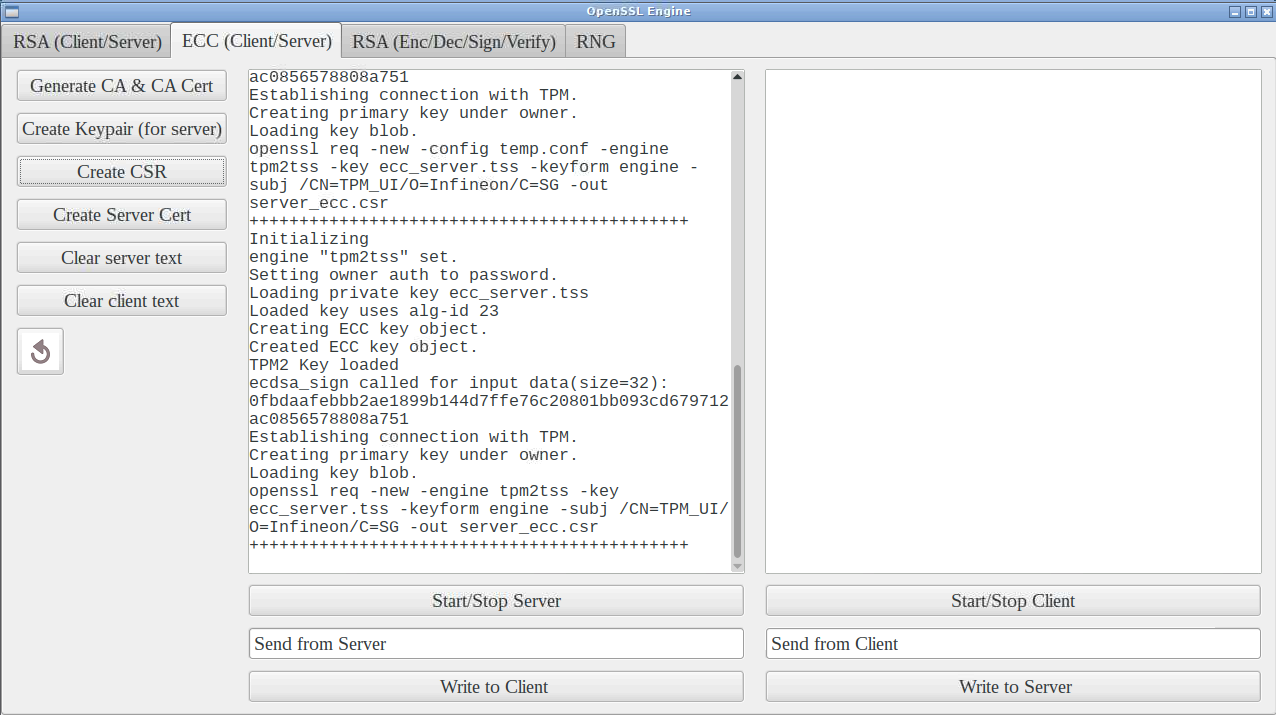 OpenSSL Engine
RSA (Client/Server) ECC (Client/Server) RSA (Enc/Dec/Sign/Verify) RNG
Generate CA & CA Cert
Create Keypair (for server)
Create CSR
Create Server Cert
Clear server text
Clear client text
ac0856578808a751
Establishing connection with TPM.
Creating primary key under owner.
Loading key blob.
openssl req -new -config temp.conf -engine
tpm2tss -key ecc_server.tss -keyform engine -
subj /CN=TPM_UI/O=Infineon/C=SG -out
server_ecc.csr
++++++++++++++++++++++++++++++++++++++++++++
Initializing
engine "tpm2tss" set.
Setting owner auth to password.
Loading private key ecc_server.tss
Loaded key uses alg-id 23
Creating ECC key object.
Created ECC key object.
TPM2 Key loaded
ecdsa_sign called for input data(size=32):
0fbdaafebbb2ae1899b144d7ffe76c20801bb093cd679712
ac0856578808a751
Establishing connection with TPM.
Creating primary key under owner.
Loading key blob.
openssl req -new -engine tpm2tss -key
ecc_server.tss -keyform engine -subj /CN=TPM_UI/
O=Infineon/C=SG -out server_ecc.csr
++++++++++++++++++++++++++++++++++++++++++++
Start/Stop Server
Send from Server
Write to Client
Start/Stop Client
Send from Client
Write to Server